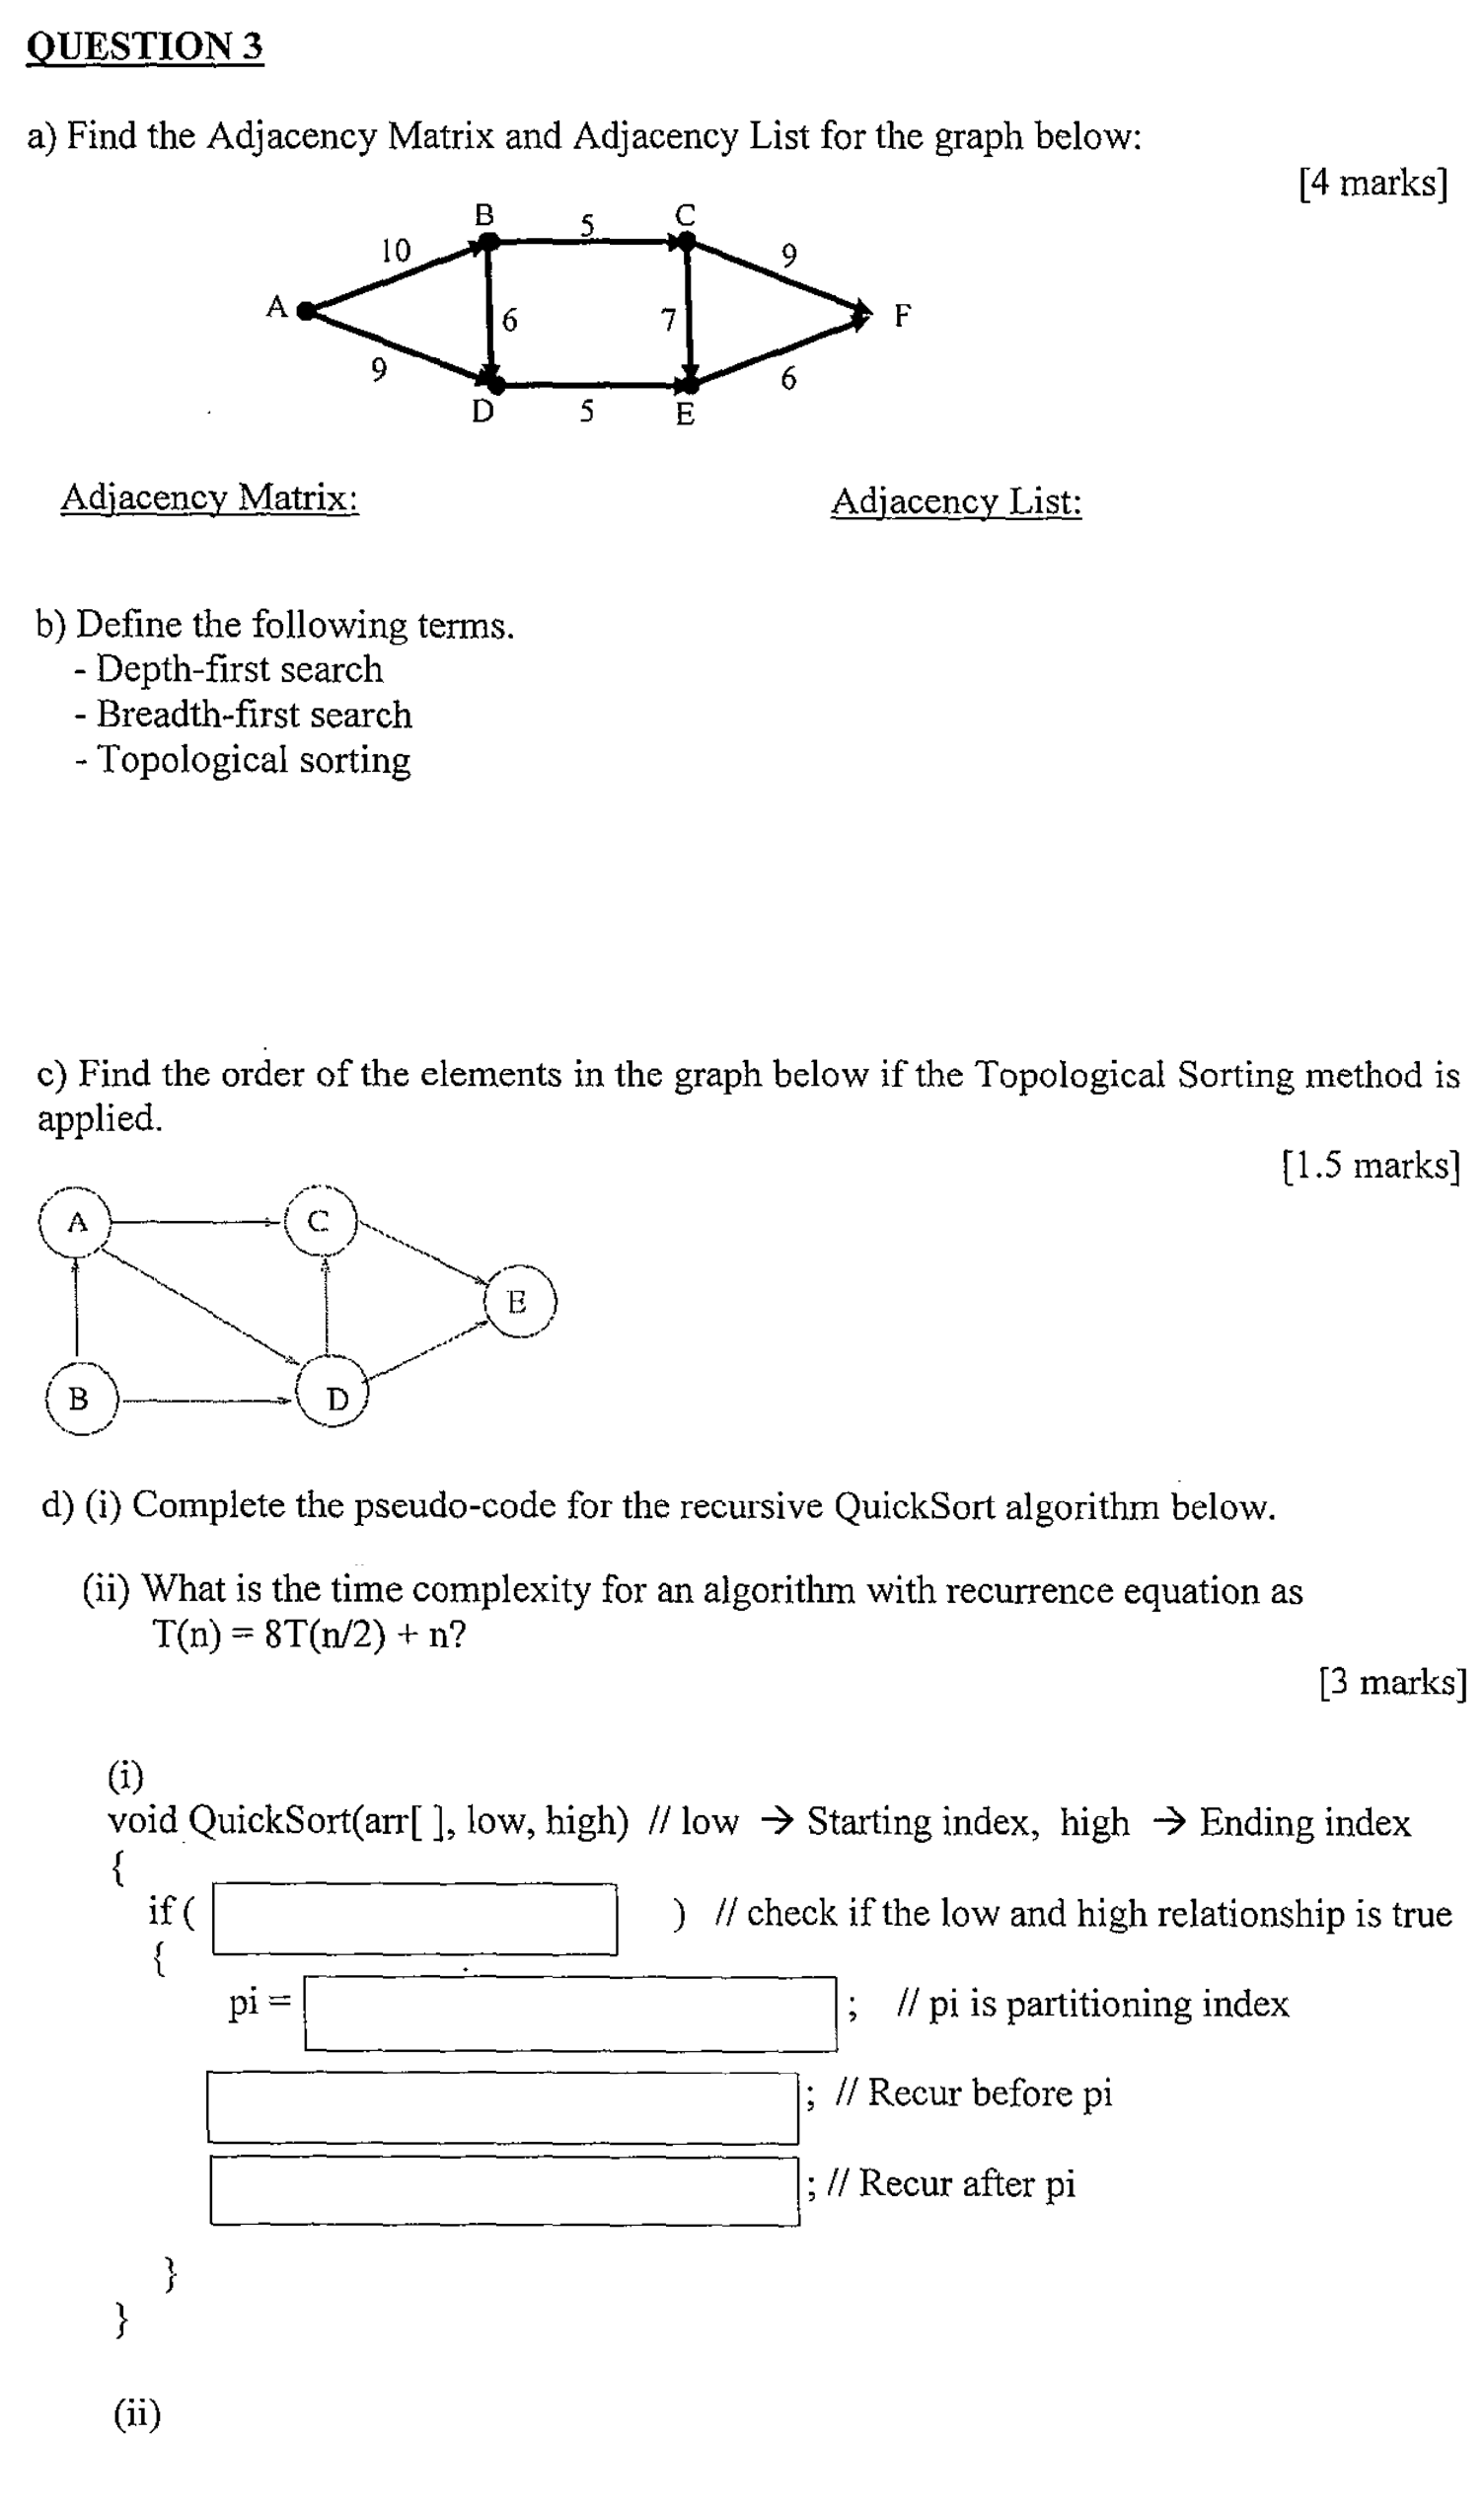 QUESTION 3
a) Find the Adjacency Matrix and Adjacency List for the graph below:
[4 marks]
B 5 C
10 9
A 6 7 F
9 6
D 5 E
Adjacency Matrix: Adjacency List:
b) Define the following terms.
- Depth-first search
- Breadth-first search
- Topological sorting
c) Find the order of the elements in the graph below if the Topological Sorting method is
applied.
[1.5 marks]
A C
E
B D
d) (i) Complete the pseudo-code for the recursive QuickSort algorithm below.
(ii) What is the time complexity for an algorithm with recurrence equation as
T(n) = 8T(n/2) + n?
[3 marks]
(i)
void QuickSort(arr[ ], low, high) // low → Starting index, high → Ending index
{
if ( ) // check if the low and high relationship is true
{
pi = ; // pi is partitioning index
; // Recur before pi
; // Recur after pi
}
}
(ii)